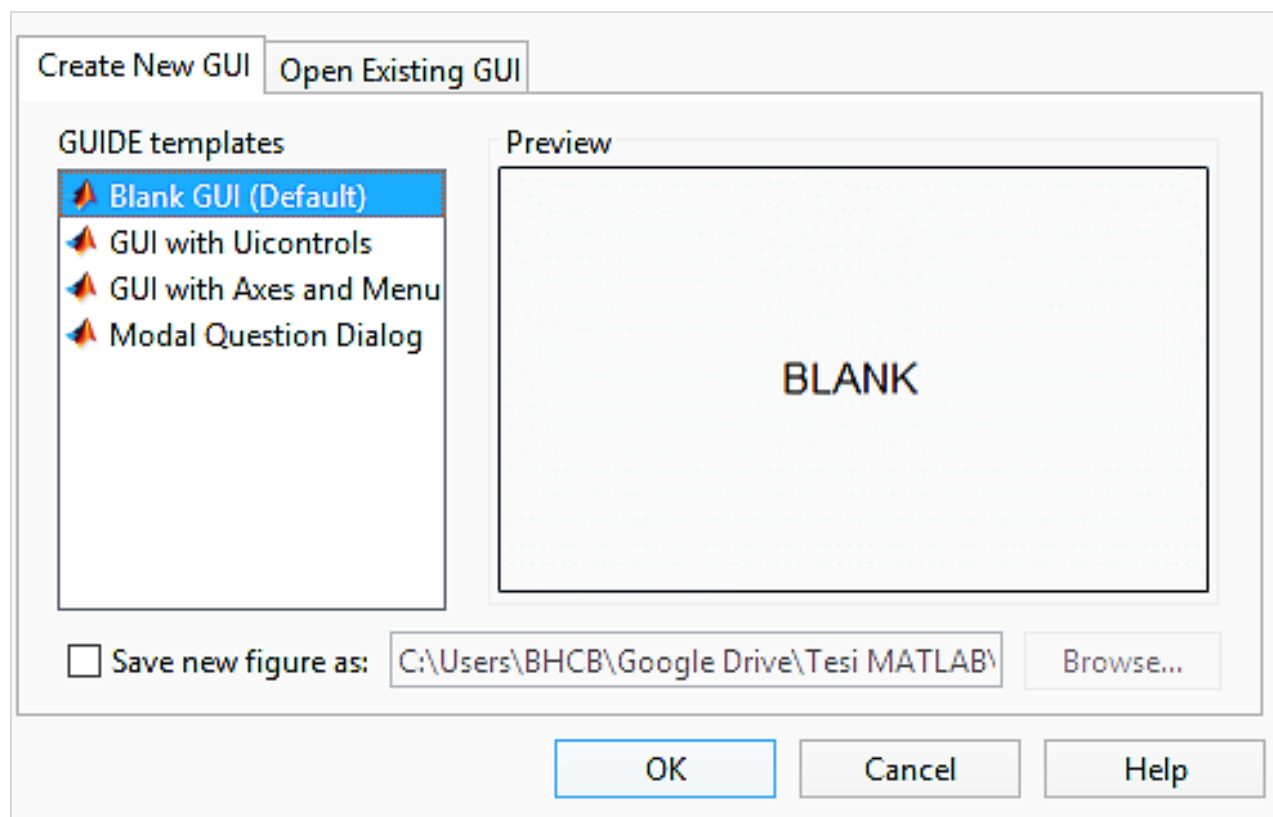 Create New GUI
Open Existing GUI
GUIDE templates
Preview
Blank GUI (Default)
GUI with Uicontrols
GUI with Axes and Menu
Modal Question Dialog
BLANK
Save new figure as:
C:\Users\BHCB\Google Drive\Tesi MATLAB\
Browse...
OK
Cancel
Help